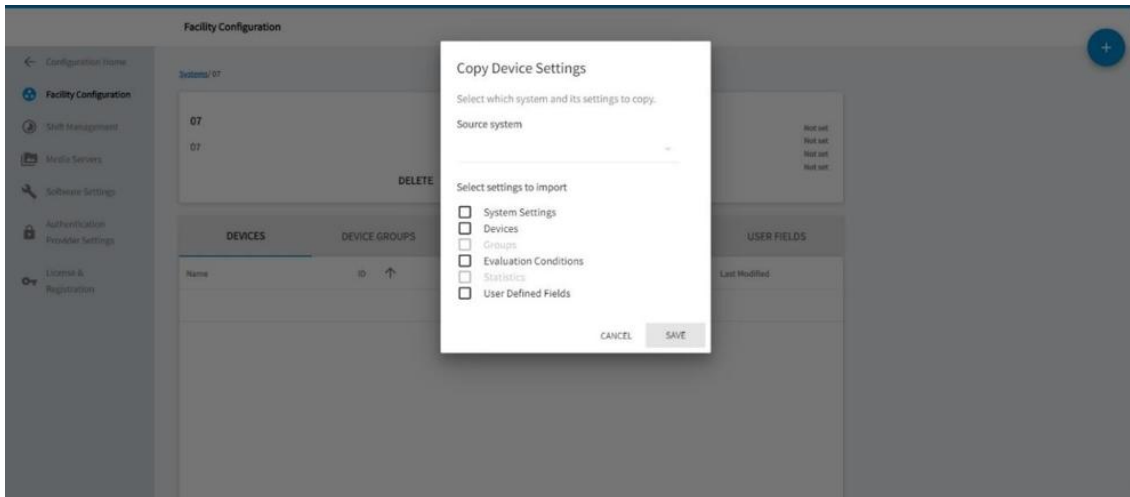 Facility Configuration
Configuration Home
Facility Configuration
Shift Management
Media Servers
Software Settings
Authentication
Provider Settings
License &
Registration
Systems/ 07
07
07
Not set
Not set
Not set
Not set
DELETE
DEVICES
DEVICE GROUPS
USER FIELDS
Name
ID
Last Modified
Copy Device Settings
Select which system and its settings to copy.
Source system
Select settings to import
System Settings
Devices
Groups
Evaluation Conditions
Statistics
User Defined Fields
CANCEL
SAVE